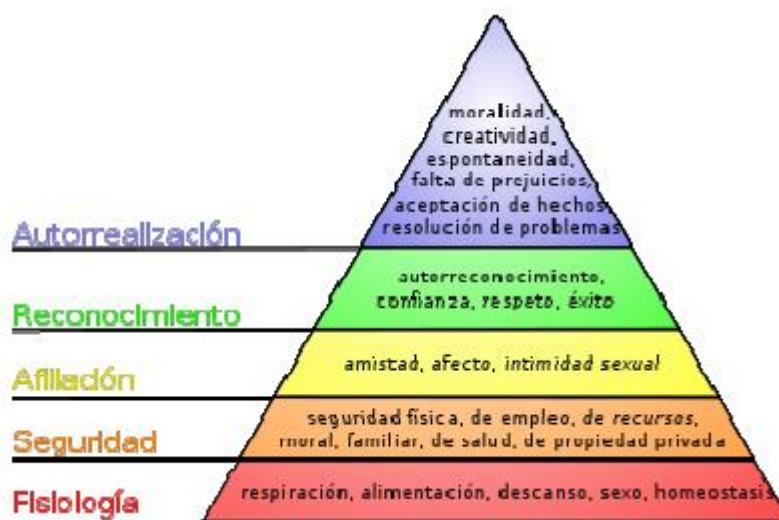 moralidad,
creatividad,
espontaneidad,
falta de prejuicios,
aceptación de hechos,
resolución de problemas
Autorrealización
autorreconocimiento,
confianza, respeto, éxito
Reconocimiento
amistad, afecto, intimidad sexual
Afiliación
seguridad física, de empleo, de recursos,
moral, familiar, de salud, de propiedad privada
Seguridad
respiración, alimentación, descanso, sexo, homeostasis
Fisiología